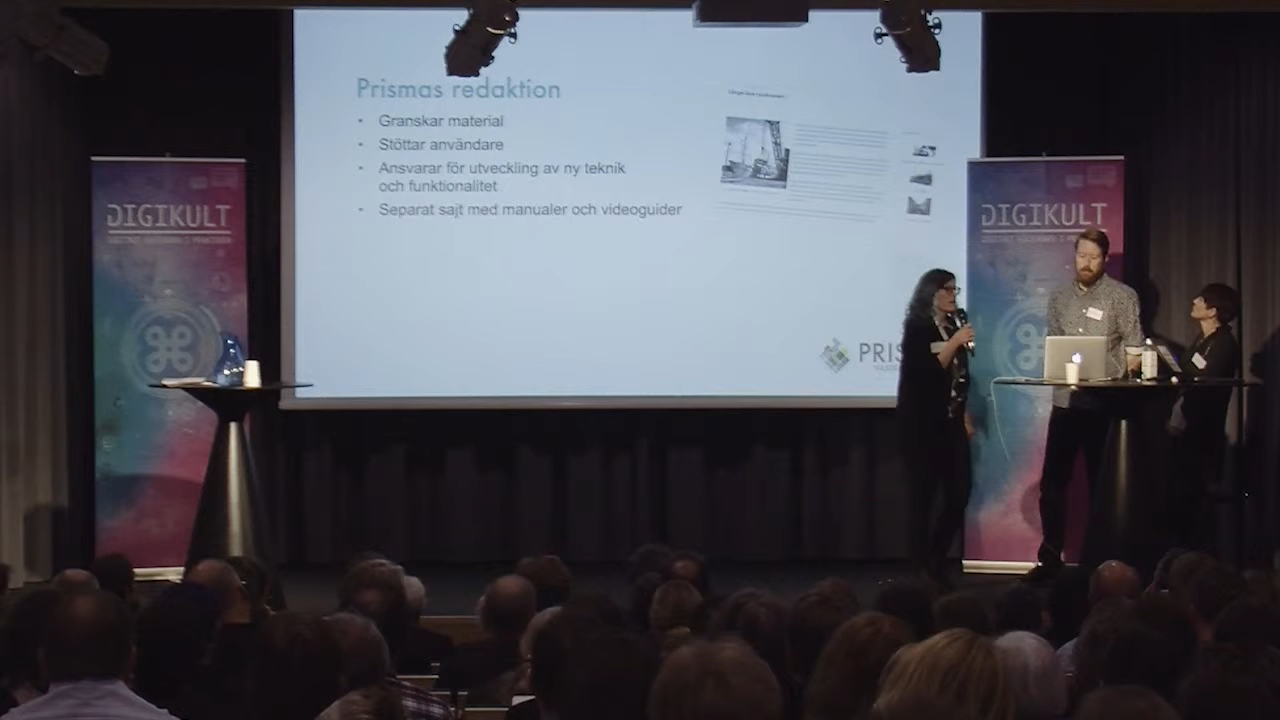 Prismas redaktion
• Granskar material
• Stöttar användare
• Ansvarar för utveckling av ny teknik
och funktionalitet
• Separat sajt med manualer och videoguider
PRIS
DIGIKULT
DIGIKULT